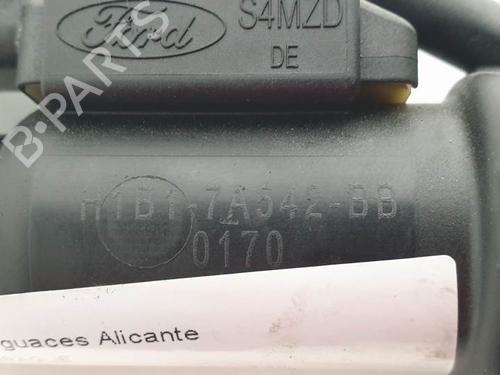 Ford
S4MZD
DE
B-PARTS
H1B1-7A542-BB
0170
guaces Alicante